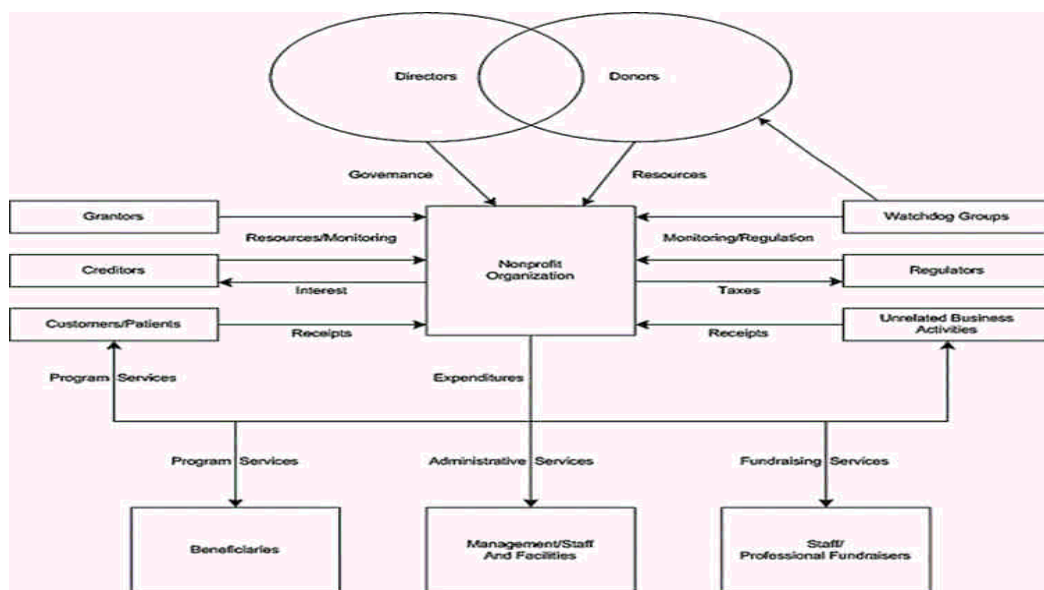 Directors
Donors
Governance
Resources
Grantors
Watchdog Groups
Resources/Monitoring
Monitoring/Regulation
Nonprofit
Organization
Creditors
Regulators
Interest
Taxes
Customers/Patients
Unrelated Business
Activities
Receipts
Receipts
Program Services
Expenditures
Program Services
Administrative Services
Fundraising Services
Beneficiaries
Management/Staff
And Facilities
Staff/
Professional Fundraisers